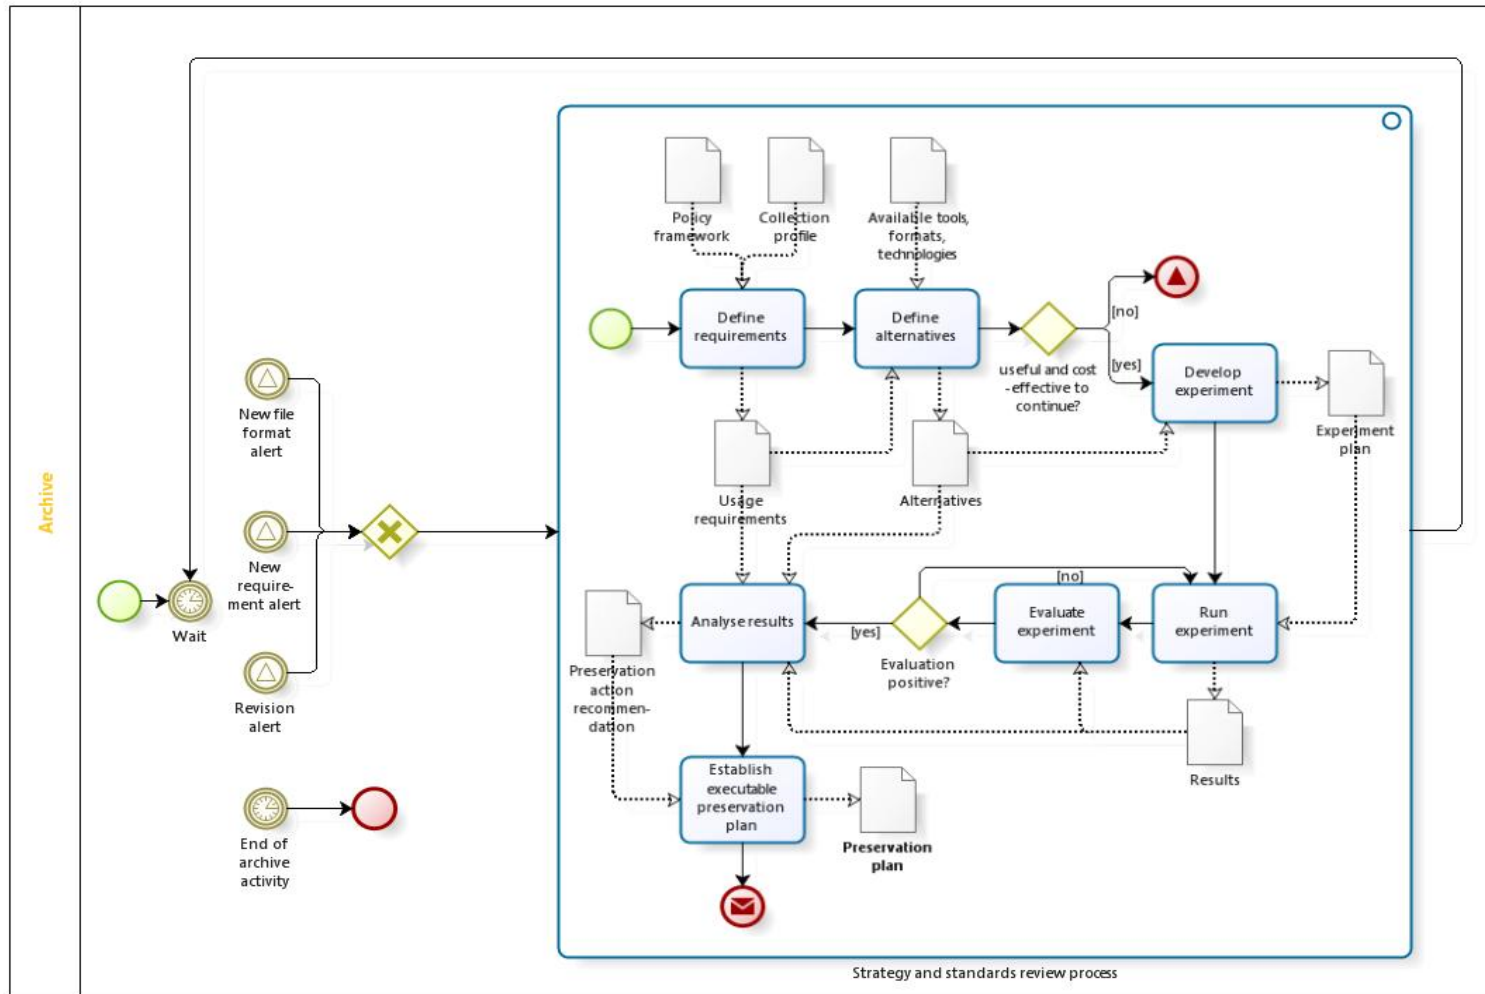 Archive
Policy
framework
Collection
profile
Available tools,
formats,
technologies
Define
requirements
Define
alternatives
useful and cost
-effective to
continue?
[no]
[yes]
Develop
experiment
Experiment
plan
New file
format
alert
Usage
requirements
Alternatives
New
require-
ment alert
Wait
Revision
alert
End of
archive
activity
[no]
Analyse results
[yes]
Evaluation
positive?
Evaluate
experiment
Run
experiment
Preservation
action
recommen-
dation
Results
Establish
executable
preservation
plan
Preservation
plan
Strategy and standards review process